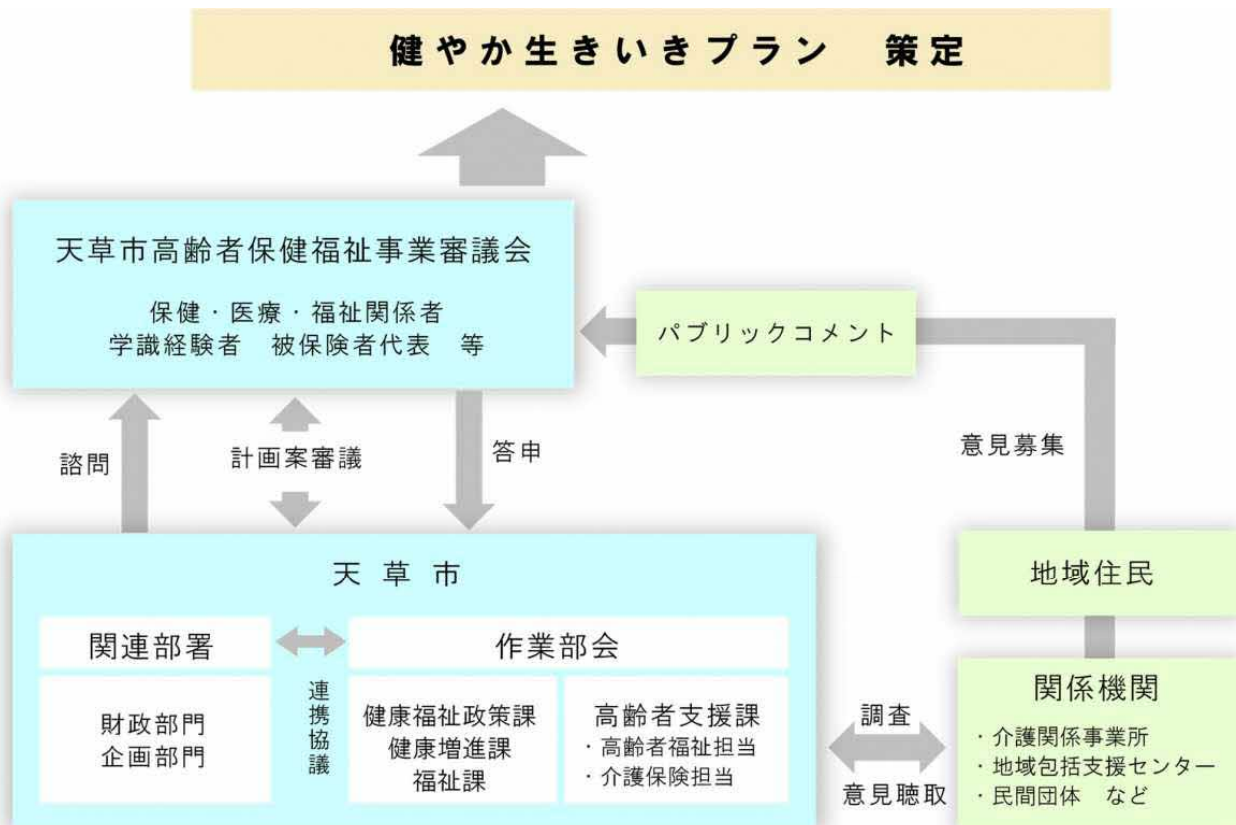 健やか生きいきプラン　策定
天草市高齢者保健福祉事業審議会
保健・医療・福祉関係者
学識経験者　被保険者代表　等
パブリックコメント
諮問
計画案審議
答申
意見募集
天草市
関連部署
財政部門
企画部門
連携協議
作業部会
健康福祉政策課
健康増進課
福祉課
高齢者支援課
・高齢者福祉担当
・介護保険担当
調査
意見聴取
地域住民
関係機関
・介護関係事業所
・地域包括支援センター
・民間団体　など